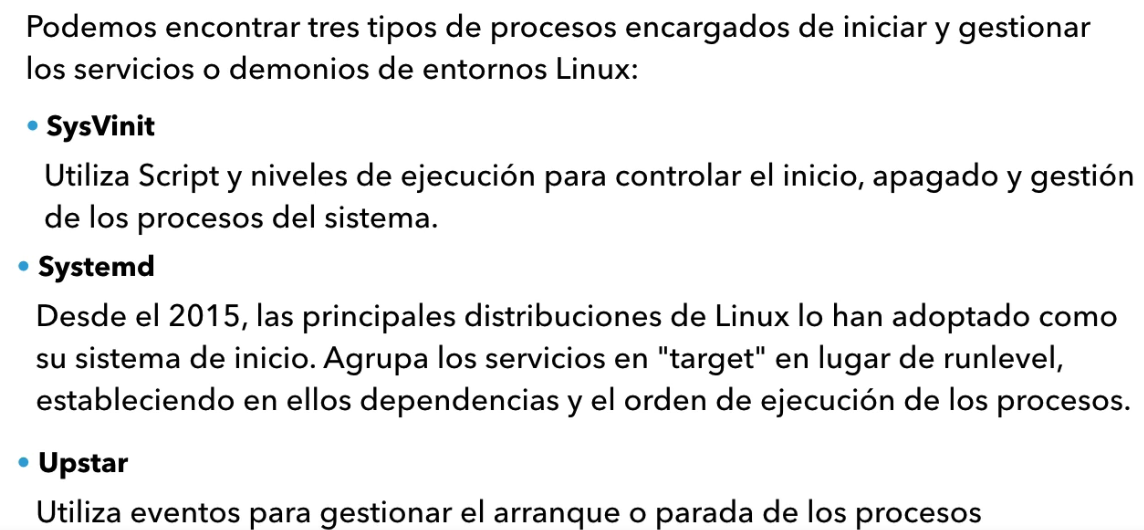 Podemos encontrar tres tipos de procesos encargados de iniciar y gestionar
los servicios o demonios de entornos Linux:
• SysVinit
Utiliza Script y niveles de ejecución para controlar el inicio, apagado y gestión
de los procesos del sistema.
• Systemd
Desde el 2015, las principales distribuciones de Linux lo han adoptado como
su sistema de inicio. Agrupa los servicios en "target" en lugar de runlevel,
estableciendo en ellos dependencias y el orden de ejecución de los procesos.
• Upstar
Utiliza eventos para gestionar el arranque o parada de los procesos